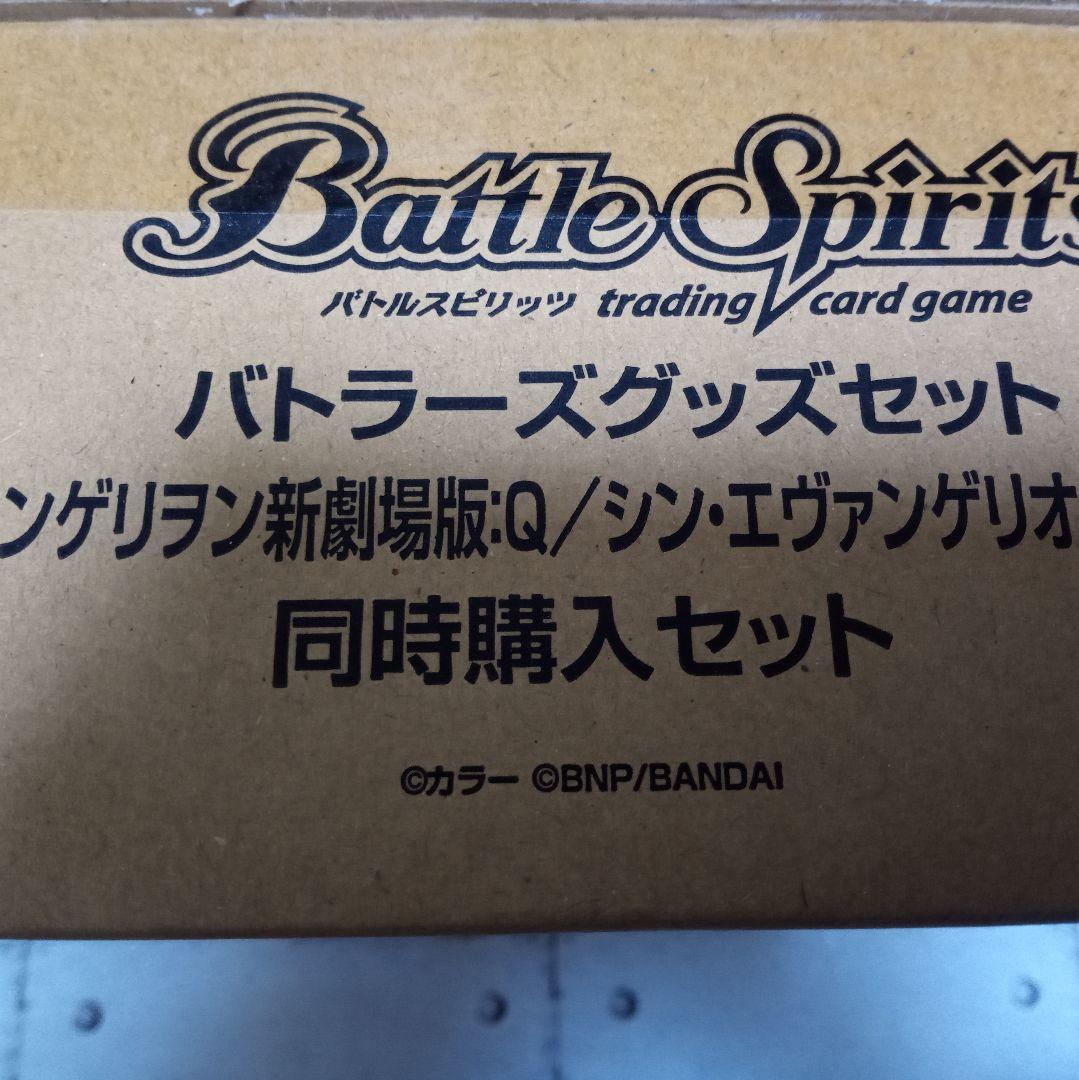 Battle Spirits
バトルスピリッツ trading card game
バトラーズグッズセット
ンゲリヲン新劇場版:Q/シン・エヴァンゲリオ
同時購入セット
©カラー ©BNP/BANDAI